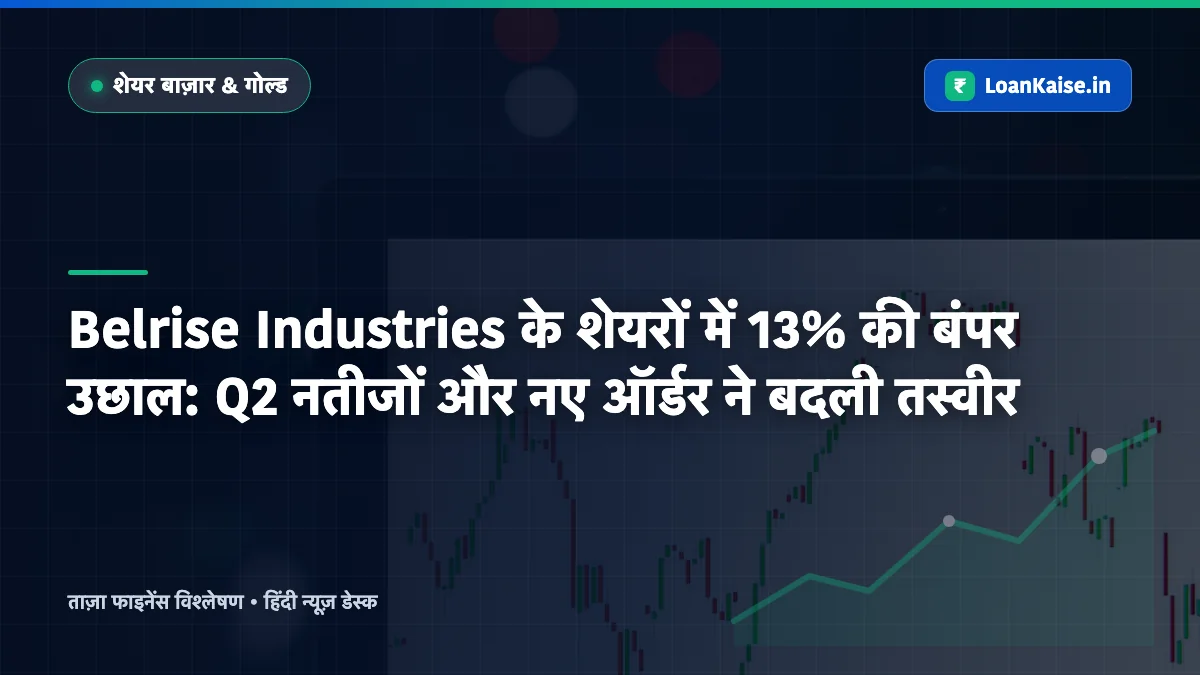 शेयर बाज़ार & गोल्ड
₹ LoanKaise.in
Belrise Industries के शेयरों में 13% की बंपर
उछाल: Q2 नतीजों और नए ऑर्डर ने बदली तस्वीर
ताज़ा फाइनेंस विश्लेषण • हिंदी न्यूज़ डेस्क